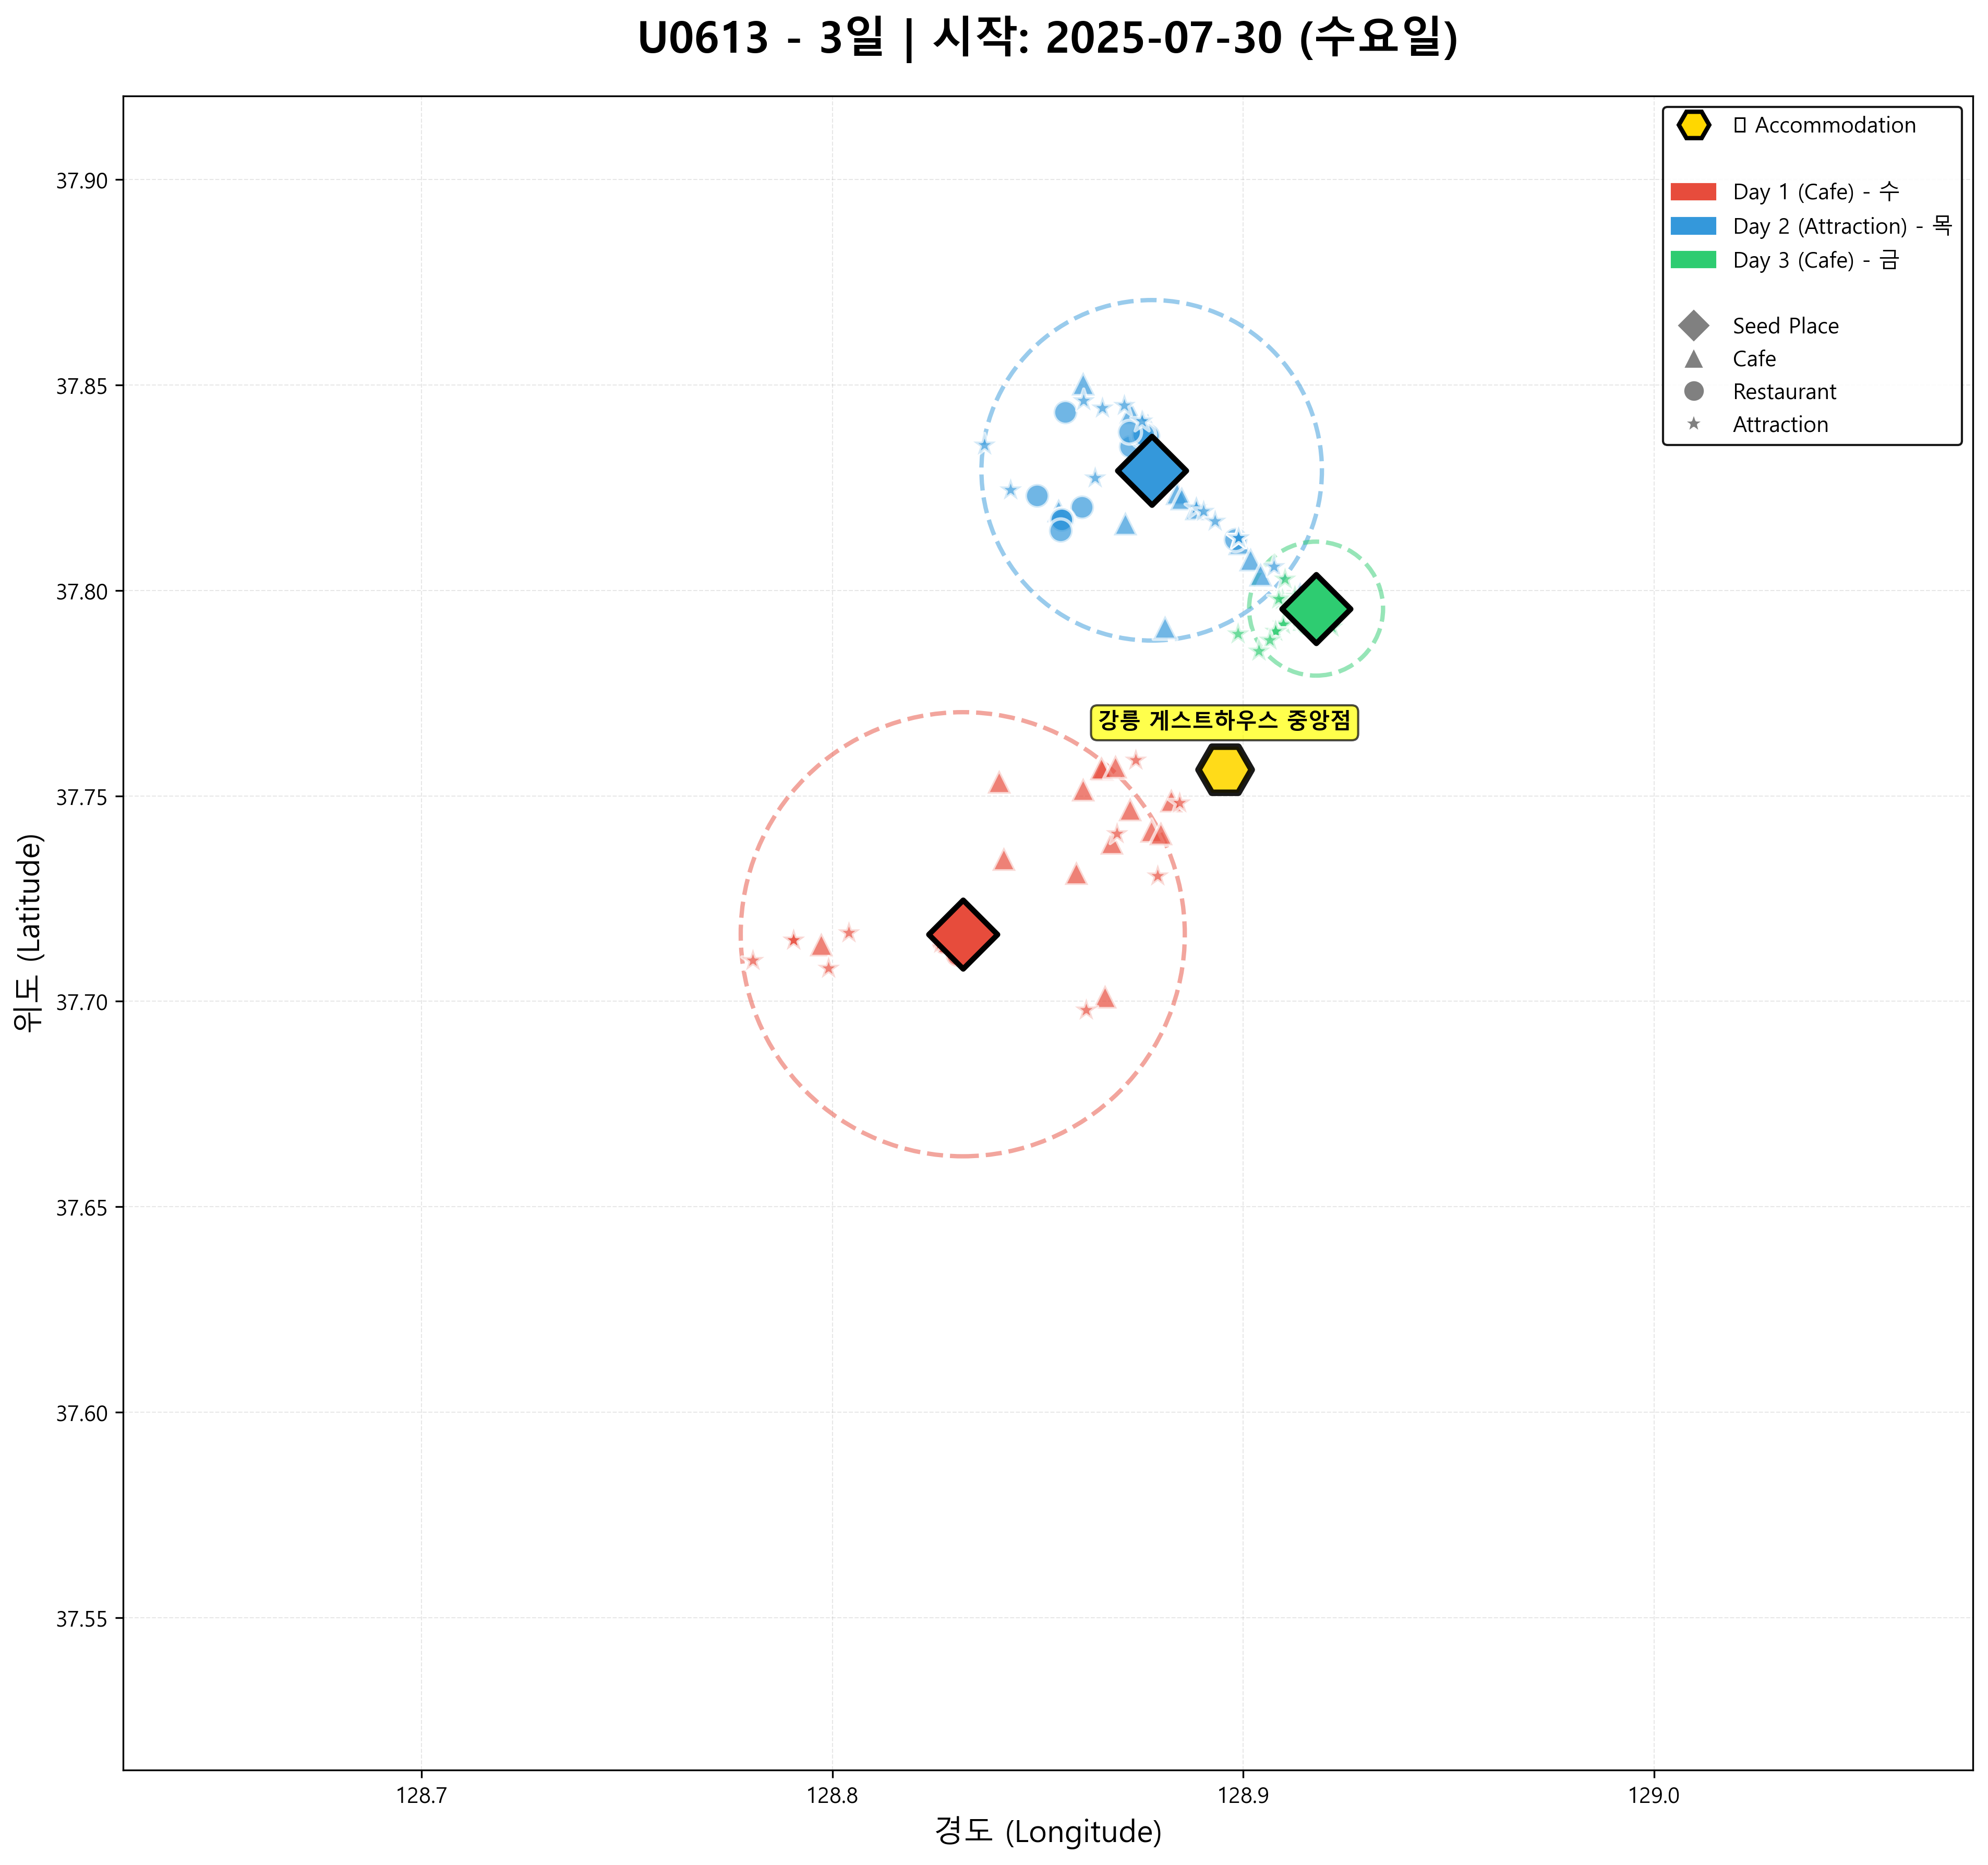 U0613 - 3일 | 시작: 2025-07-30 (수요일)
Accommodation
Day 1 (Cafe) - 수
Day 2 (Attraction) - 목
Day 3 (Cafe) - 금
Seed Place
Cafe
Restaurant
Attraction
강릉 게스트하우스 중앙점
위도 (Latitude)
37.90
37.85
37.80
37.75
37.70
37.65
37.60
37.55
128.7
128.8
128.9
129.0
경도 (Longitude)